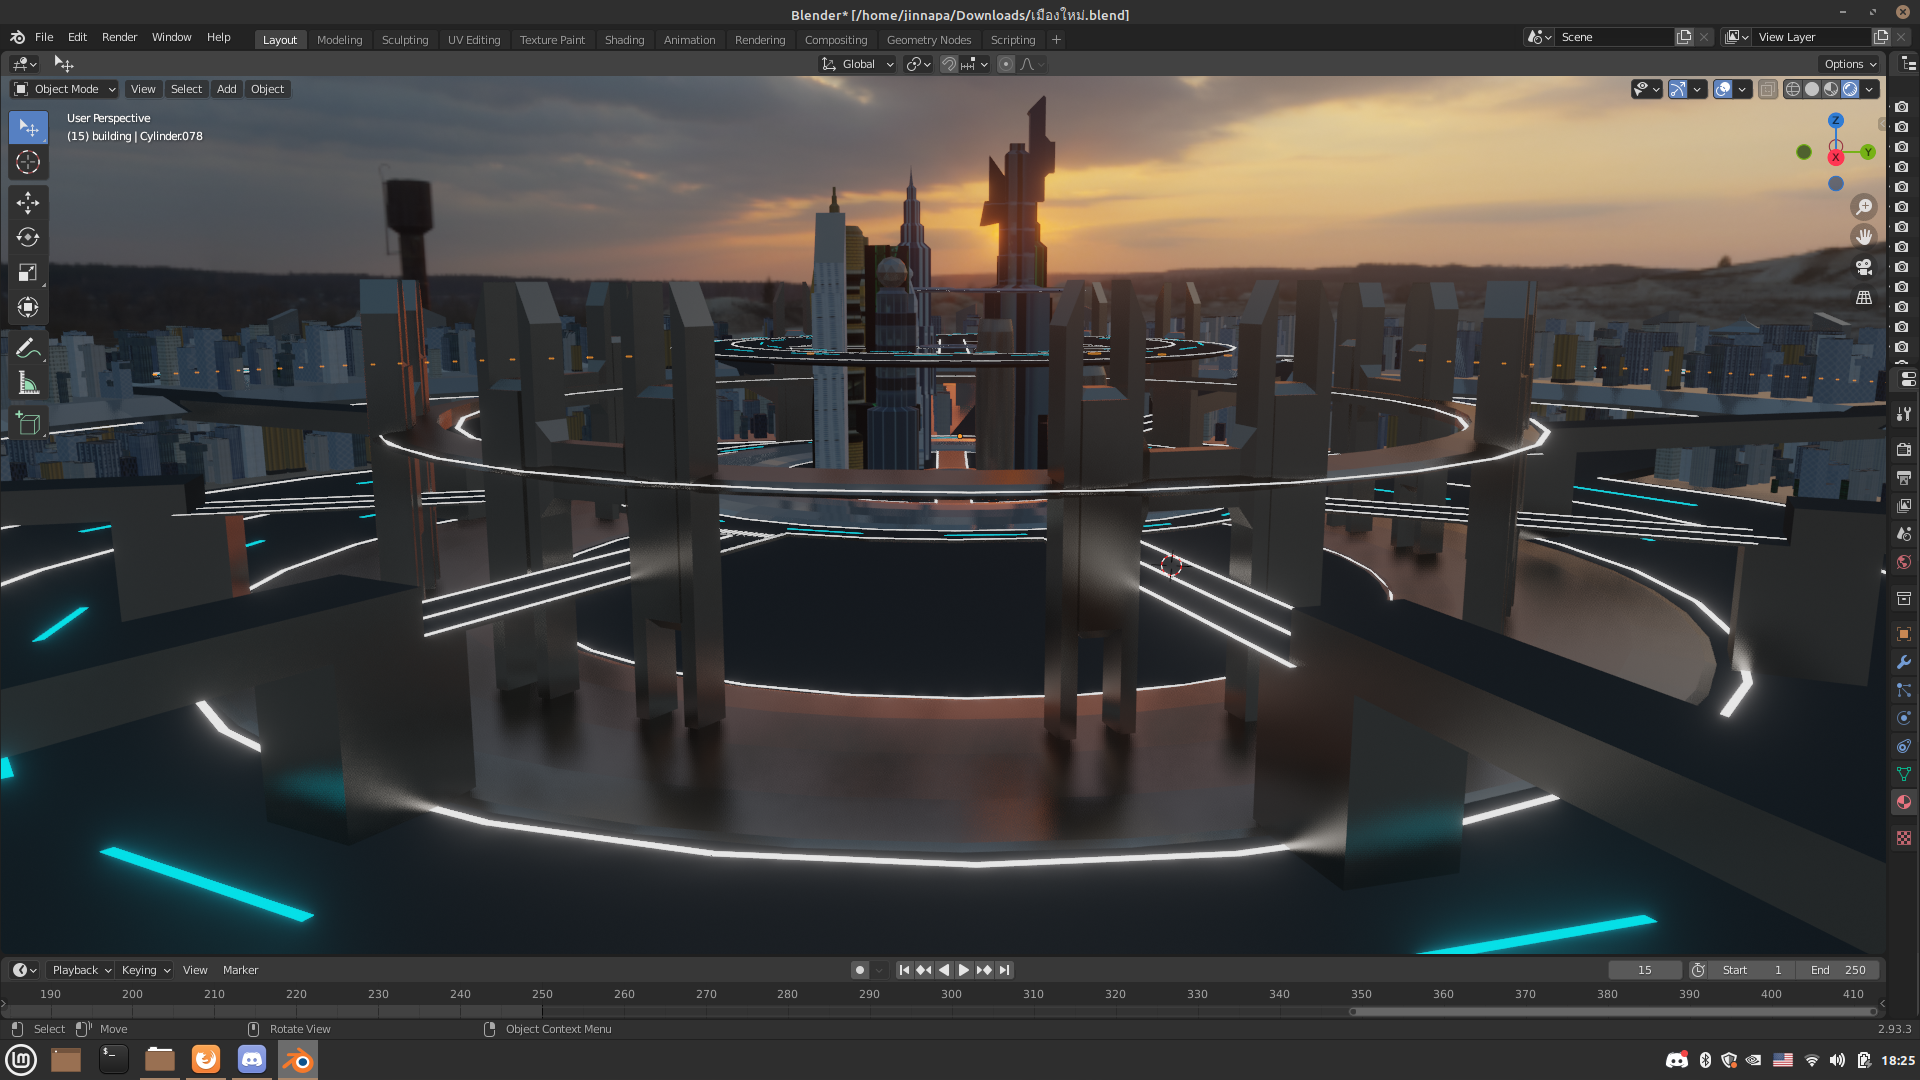 Blender* [/home/jinnapa/Downloads/เมืองใหม่.blend]
File Edit Render Window Help
Layout Modeling Sculpting UV Editing Texture Paint Shading Animation Rendering Compositing Geometry Nodes Scripting +
Scene
View Layer
Global
Options
Object Mode View Select Add Object
User Perspective
(15) building | Cylinder.078
Z
Y
X
Playback Keying View Marker
15 Start 1 End 250
190 200 210 220 230 240 250 260 270 280 290 300 310 320 330 340 350 360 370 380 390 400 410
Select Move Rotate View Object Context Menu
2.93.3
18:25